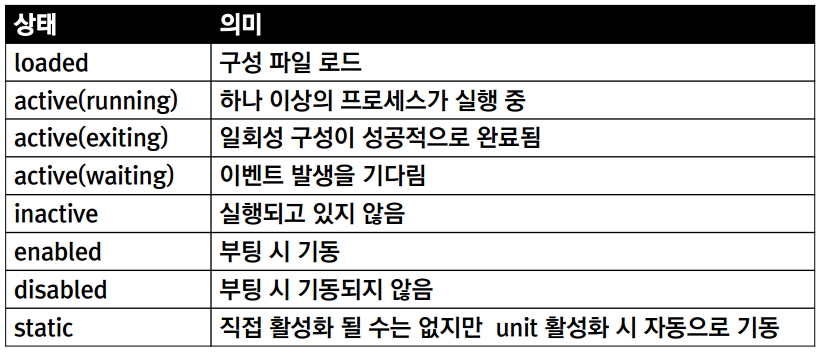 상태 의미
loaded 구성 파일 로드
active(running) 하나 이상의 프로세스가 실행 중
active(exiting) 일회성 구성이 성공적으로 완료됨
active(waiting) 이벤트 발생을 기다림
inactive 실행되고 있지 않음
enabled 부팅 시 기동
disabled 부팅 시 기동되지 않음
static 직접 활성화 될 수는 없지만 unit 활성화 시 자동으로 기동